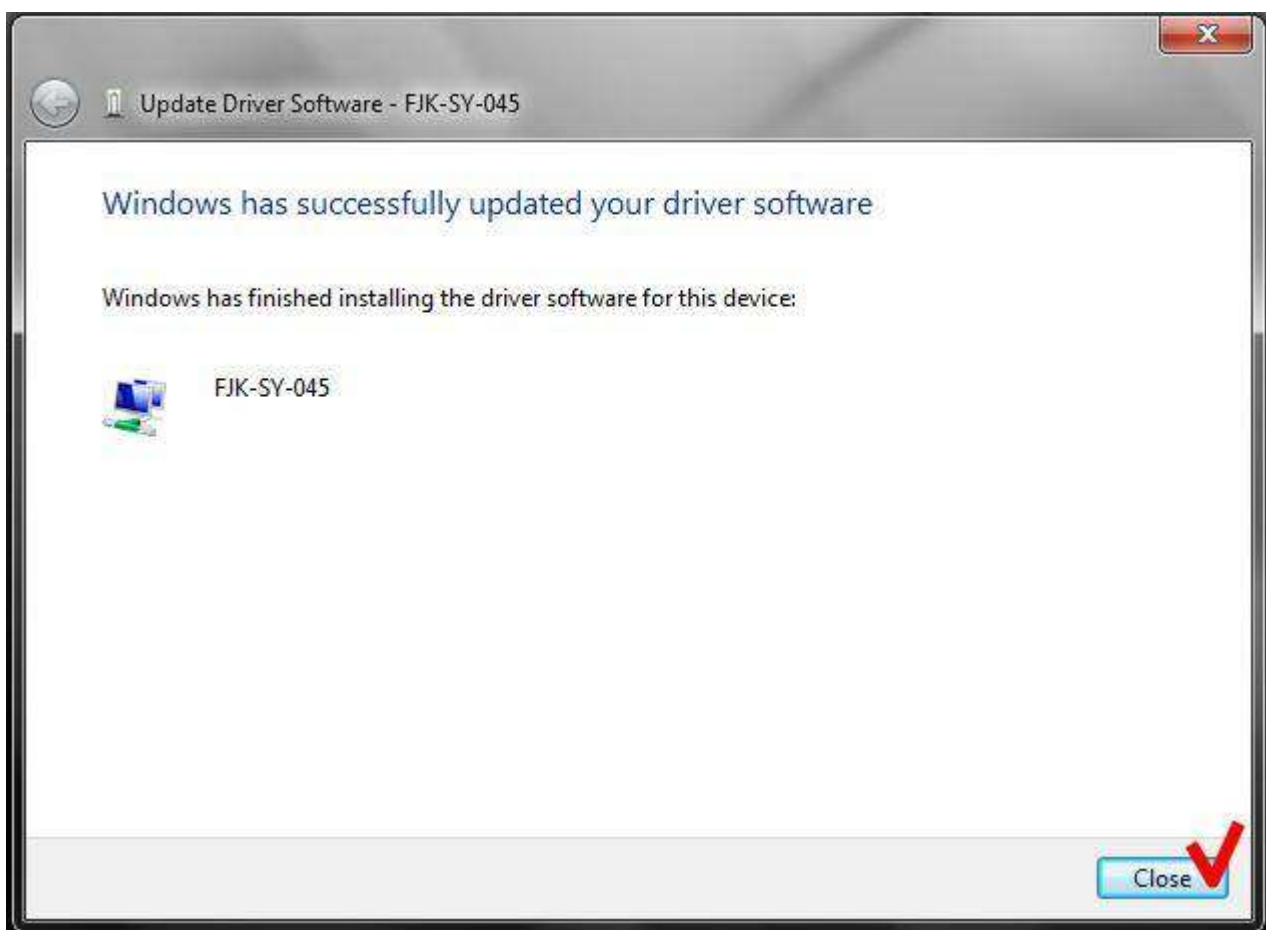 Update Driver Software - FJK-SY-045
Windows has successfully updated your driver software
Windows has finished installing the driver software for this device:
FJK-SY-045
Close